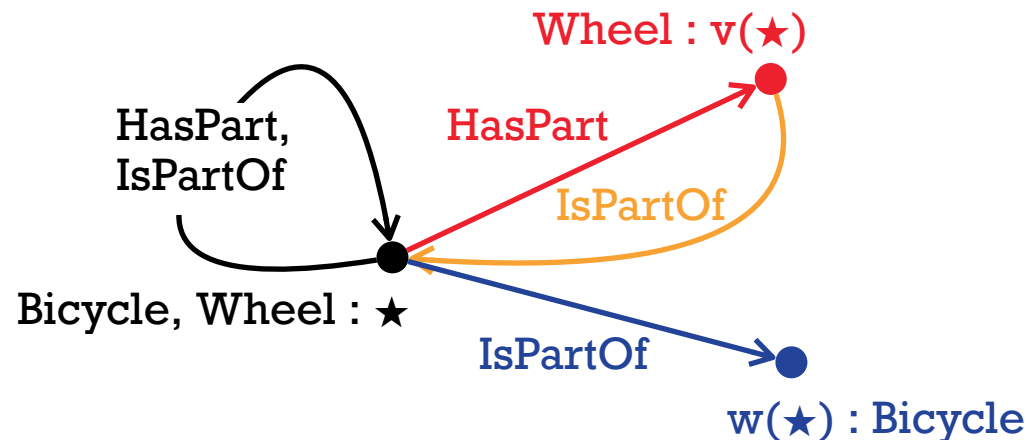 Wheel : v(★)
HasPart,
IsPartOf
HasPart
IsPartOf
Bicycle, Wheel : ★
IsPartOf
w(★) : Bicycle